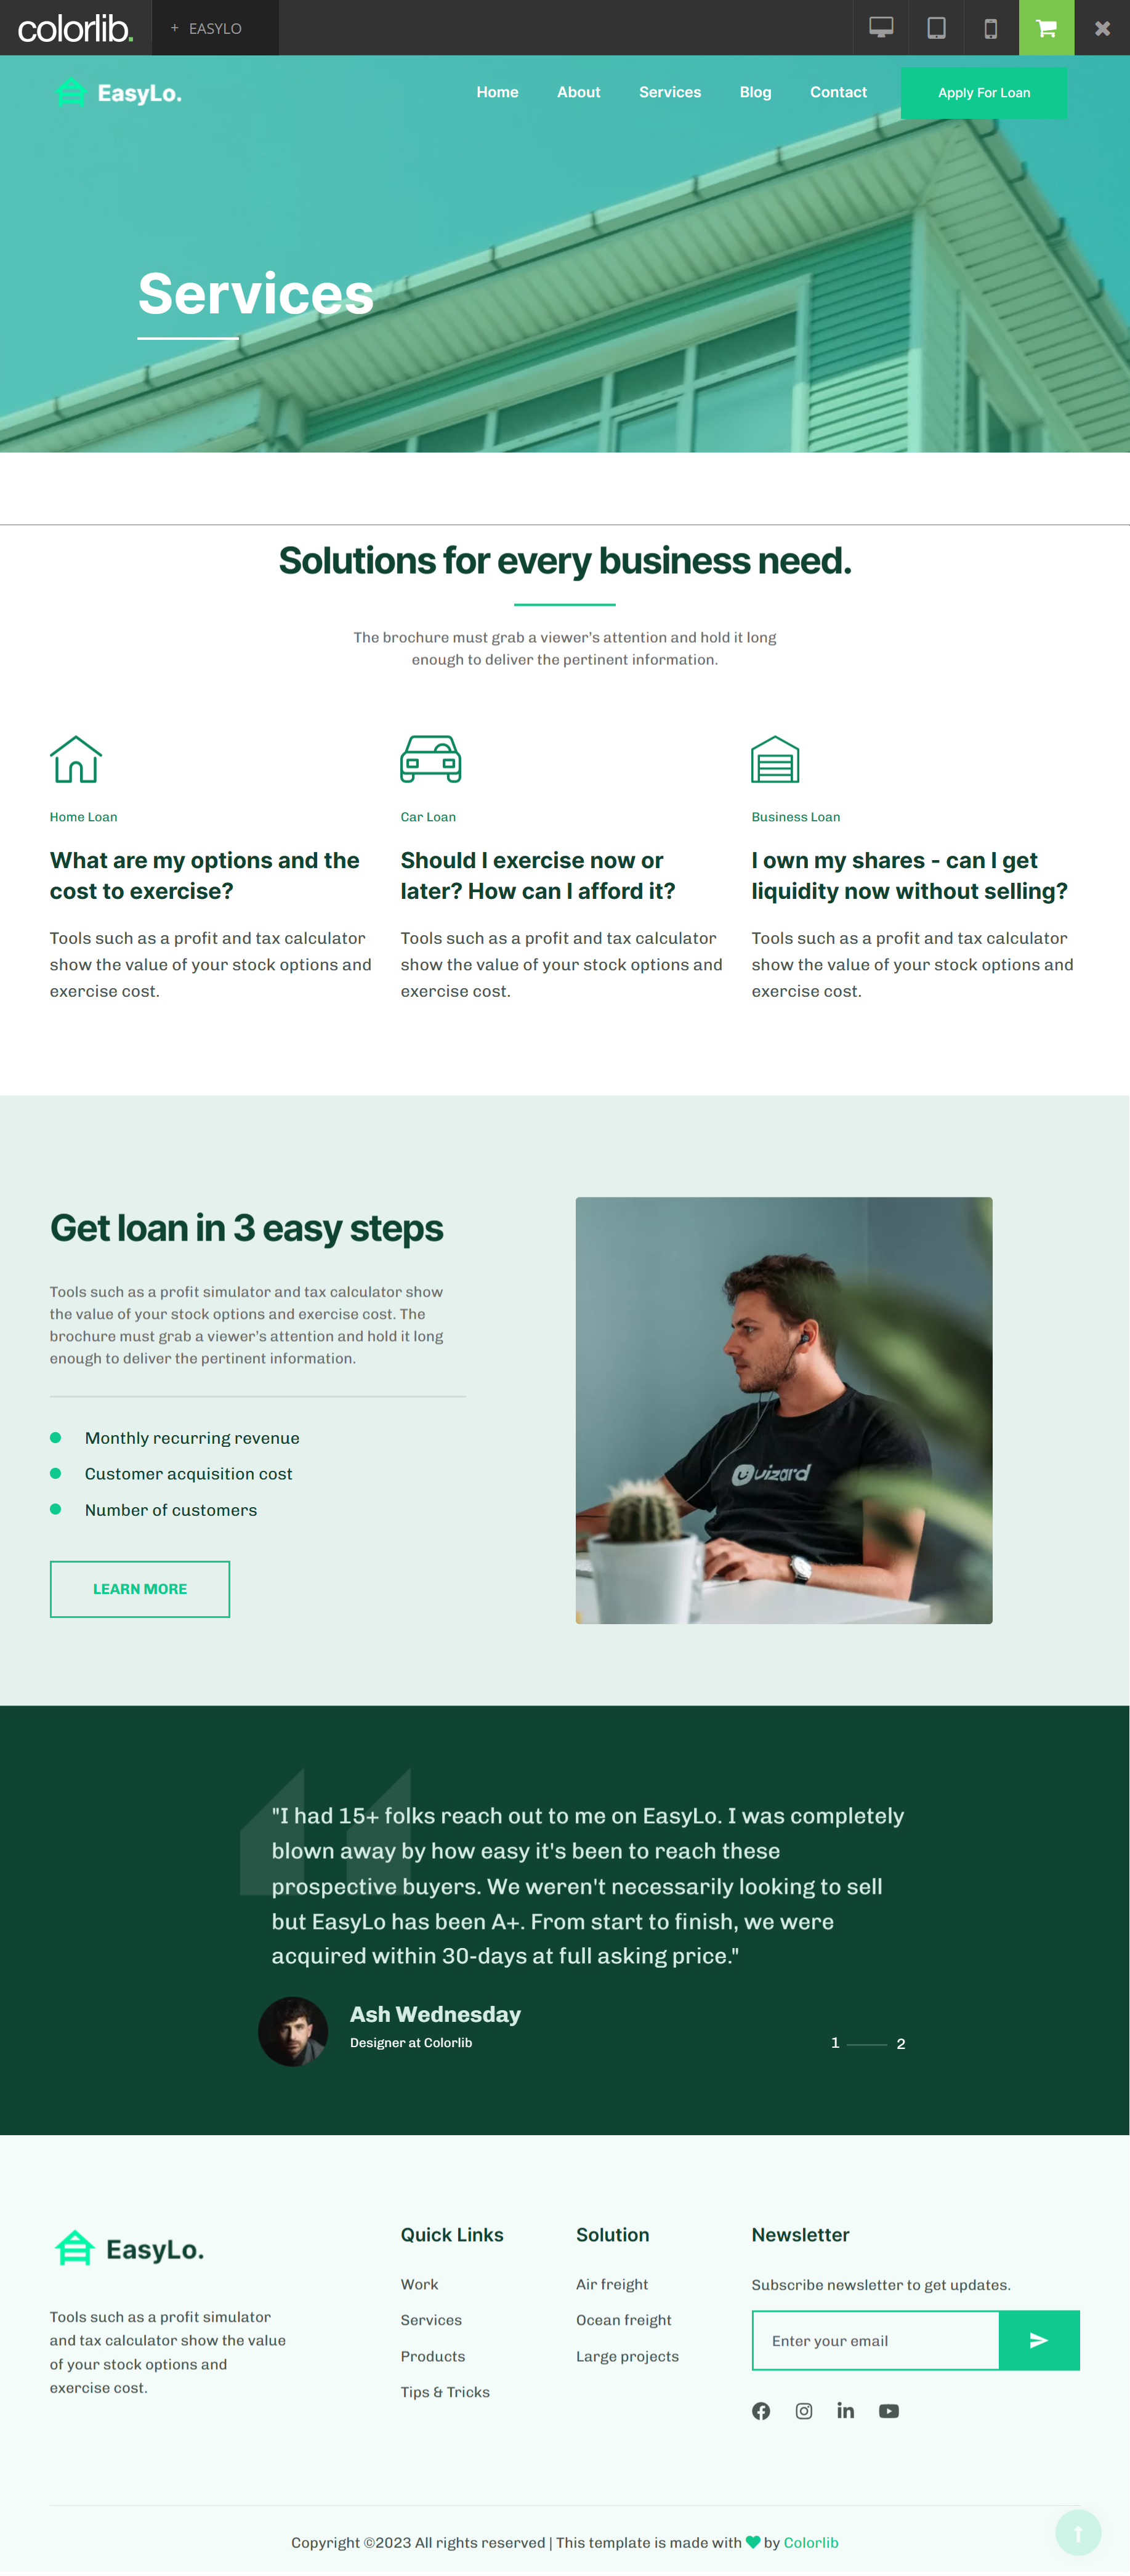 colorlib.
+ EASYLO
EasyLo.
Home About Services Blog Contact Apply For Loan
Services
Solutions for every business need.
The brochure must grab a viewer's attention and hold it long
enough to deliver the pertinent information.
Home Loan
What are my options and the
cost to exercise?
Tools such as a profit and tax calculator
show the value of your stock options and
exercise cost.
Car Loan
Should I exercise now or
later? How can I afford it?
Tools such as a profit and tax calculator
show the value of your stock options and
exercise cost.
Business Loan
I own my shares - can I get
liquidity now without selling?
Tools such as a profit and tax calculator
show the value of your stock options and
exercise cost.
Get loan in 3 easy steps
Tools such as a profit simulator and tax calculator show
the value of your stock options and exercise cost. The
brochure must grab a viewer's attention and hold it long
enough to deliver the pertinent information.
Monthly recurring revenue
Customer acquisition cost
Number of customers
LEARN MORE
uizard
"I had 15+ folks reach out to me on EasyLo. I was completely
blown away by how easy it's been to reach these
prospective buyers. We weren't necessarily looking to sell
but EasyLo has been A+. From start to finish, we were
acquired within 30-days at full asking price."
Ash Wednesday
Designer at Colorlib
1 2
EasyLo.
Tools such as a profit simulator
and tax calculator show the value
of your stock options and
exercise cost.
Quick Links
Work
Services
Products
Tips & Tricks
Solution
Air freight
Ocean freight
Large projects
Newsletter
Subscribe newsletter to get updates.
Enter your email
Copyright ©2023 All rights reserved | This template is made with ♥ by Colorlib